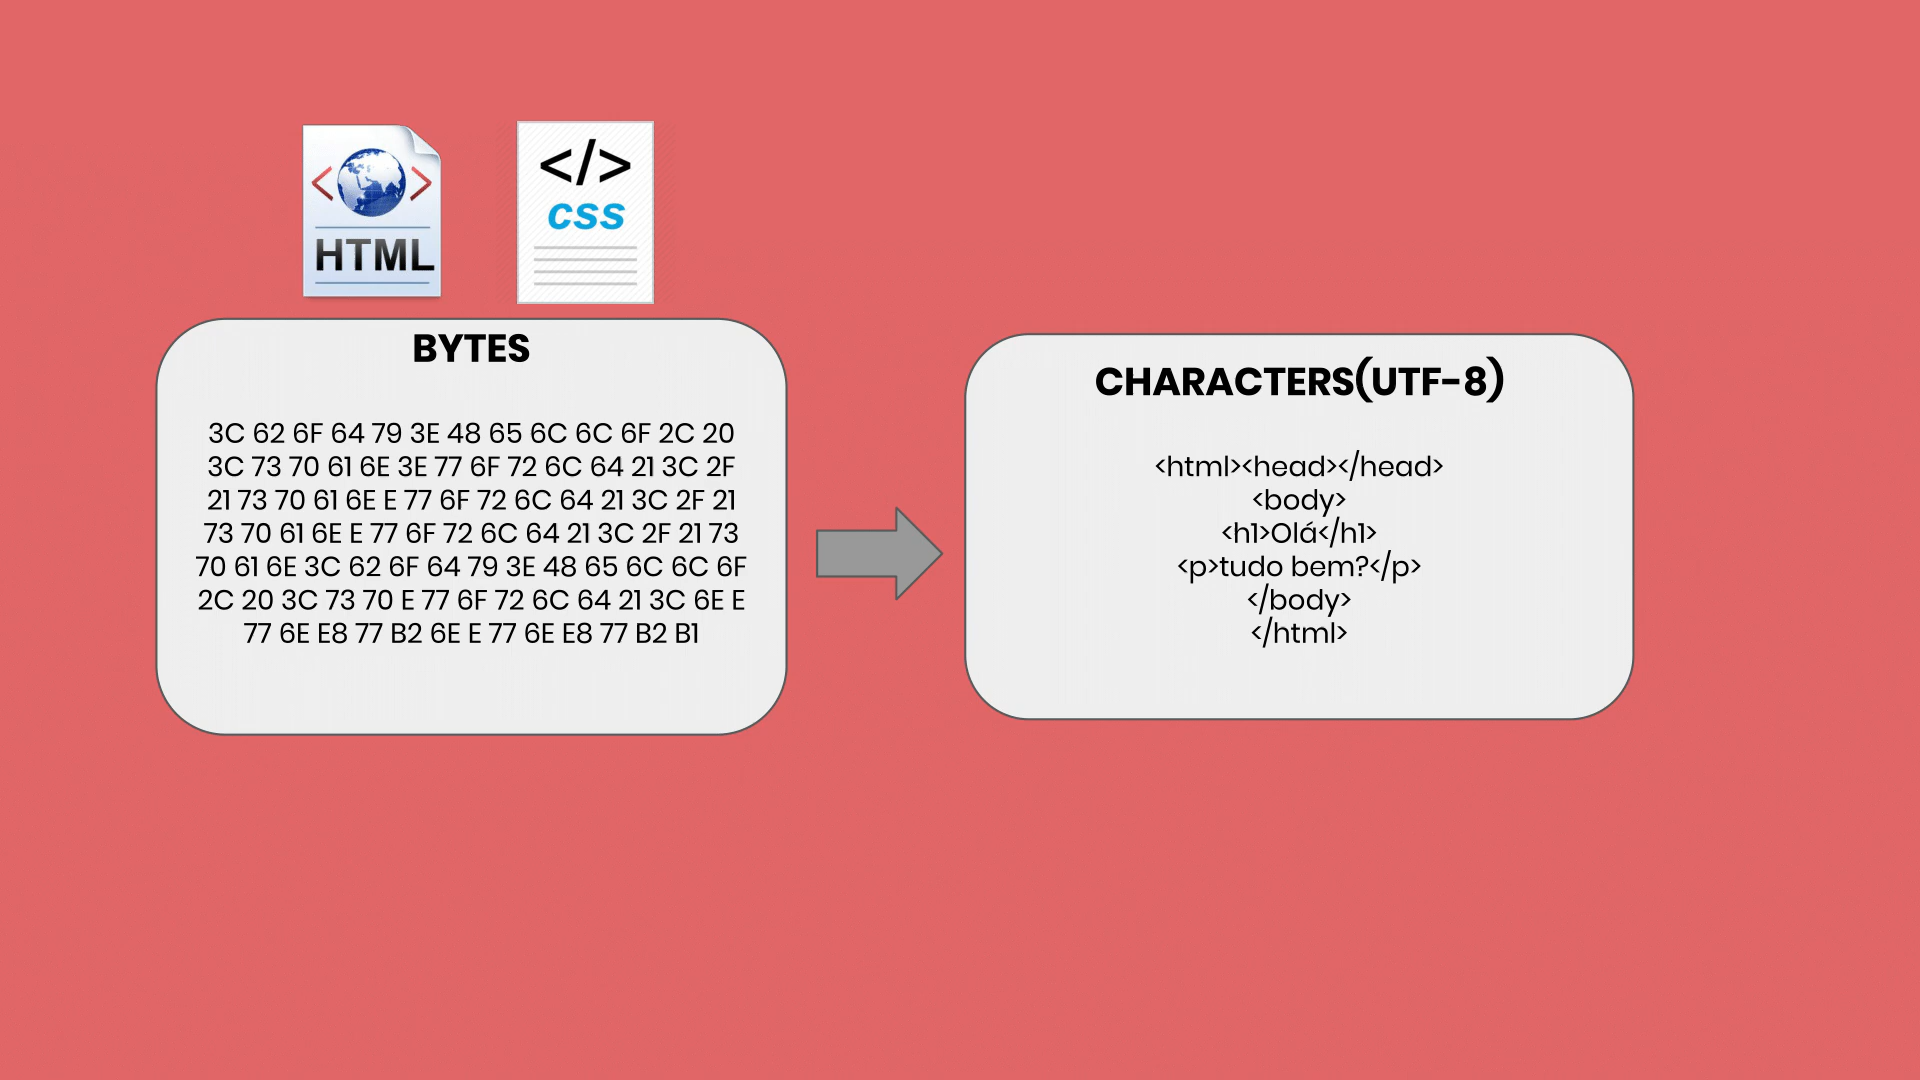 HTML
</>
css
BYTES
3C 62 6F 64 79 3E 48 65 6C 6C 6F 2C 20
3C 73 70 61 6E 3E 77 6F 72 6C 64 21 3C 2F
21 73 70 61 6E E 77 6F 72 6C 64 21 3C 2F 21
73 70 61 6E E 77 6F 72 6C 64 21 3C 2F 21 73
70 61 6E 3C 62 6F 64 79 3E 48 65 6C 6C 6F
2C 20 3C 73 70 E 77 6F 72 6C 64 21 3C 6E E
77 6E E8 77 B2 6E E 77 6E E8 77 B2 B1
CHARACTERS(UTF-8)
<html><head></head>
<body>
<h1>Olá</h1>
<p>tudo bem?</p>
</body>
</html>